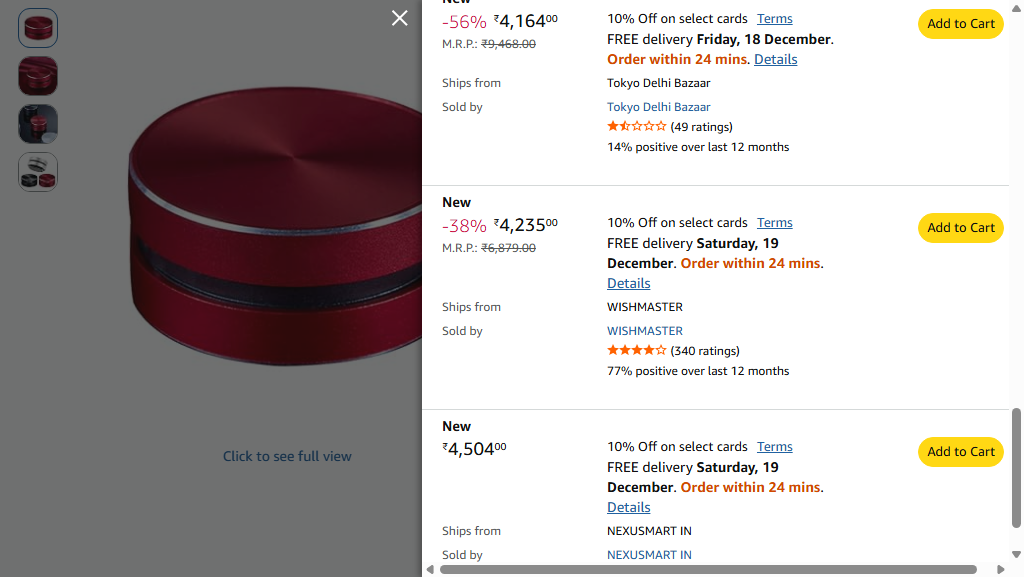 -56% ₹4,16400
M.R.P.: ₹9,468.00
10% Off on select cards Terms
FREE delivery Friday, 18 December.
Order within 24 mins. Details
Add to Cart
Ships from
Tokyo Delhi Bazaar
Sold by
Tokyo Delhi Bazaar
(49 ratings)
14% positive over last 12 months
New
-38% ₹4,23500
M.R.P.: ₹6,879.00
10% Off on select cards Terms
FREE delivery Saturday, 19
December. Order within 24 mins.
Details
Add to Cart
Ships from
WISHMASTER
Sold by
WISHMASTER
(340 ratings)
77% positive over last 12 months
New
₹4,50400
10% Off on select cards Terms
FREE delivery Saturday, 19
December. Order within 24 mins.
Details
Add to Cart
Ships from
NEXUSMART IN
Sold by
NEXUSMART IN
Click to see full view